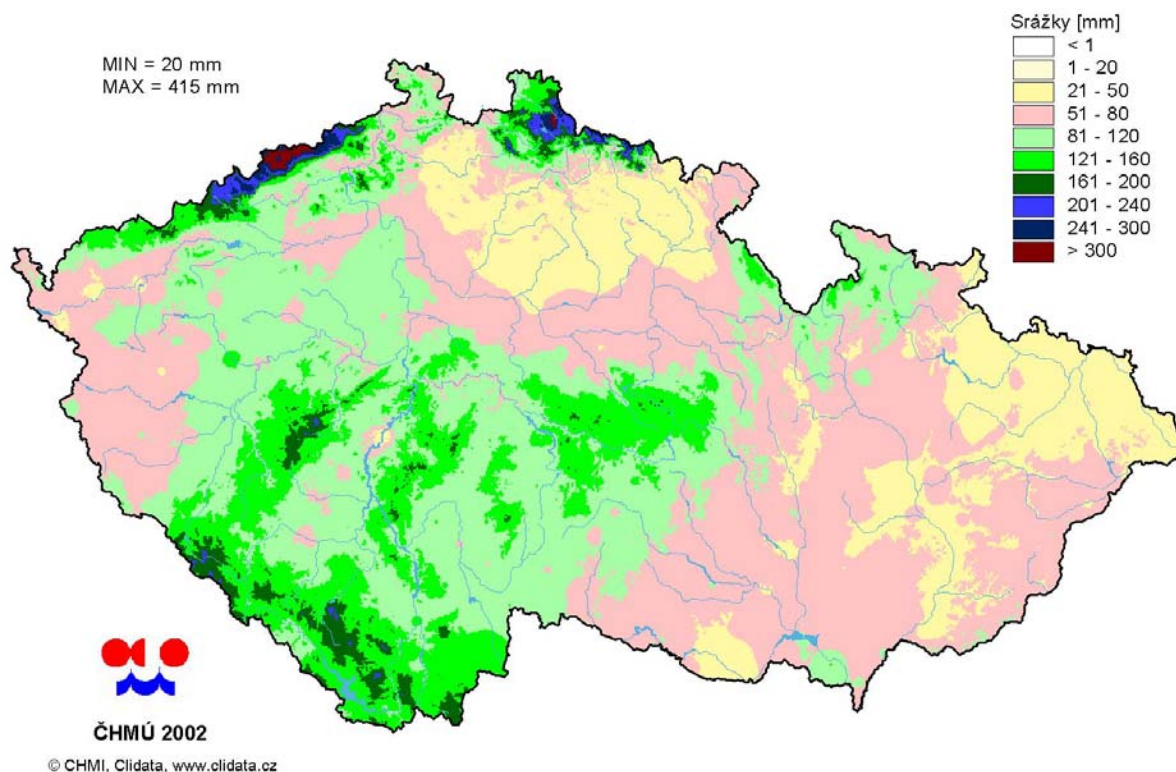 MIN = 20 mm
MAX = 415 mm
Srážky [mm]
< 1
1 - 20
21 - 50
51 - 80
81 - 120
121 - 160
161 - 200
201 - 240
241 - 300
> 300
ČHMÚ 2002
© CHMI, Clidata, www.clidata.cz